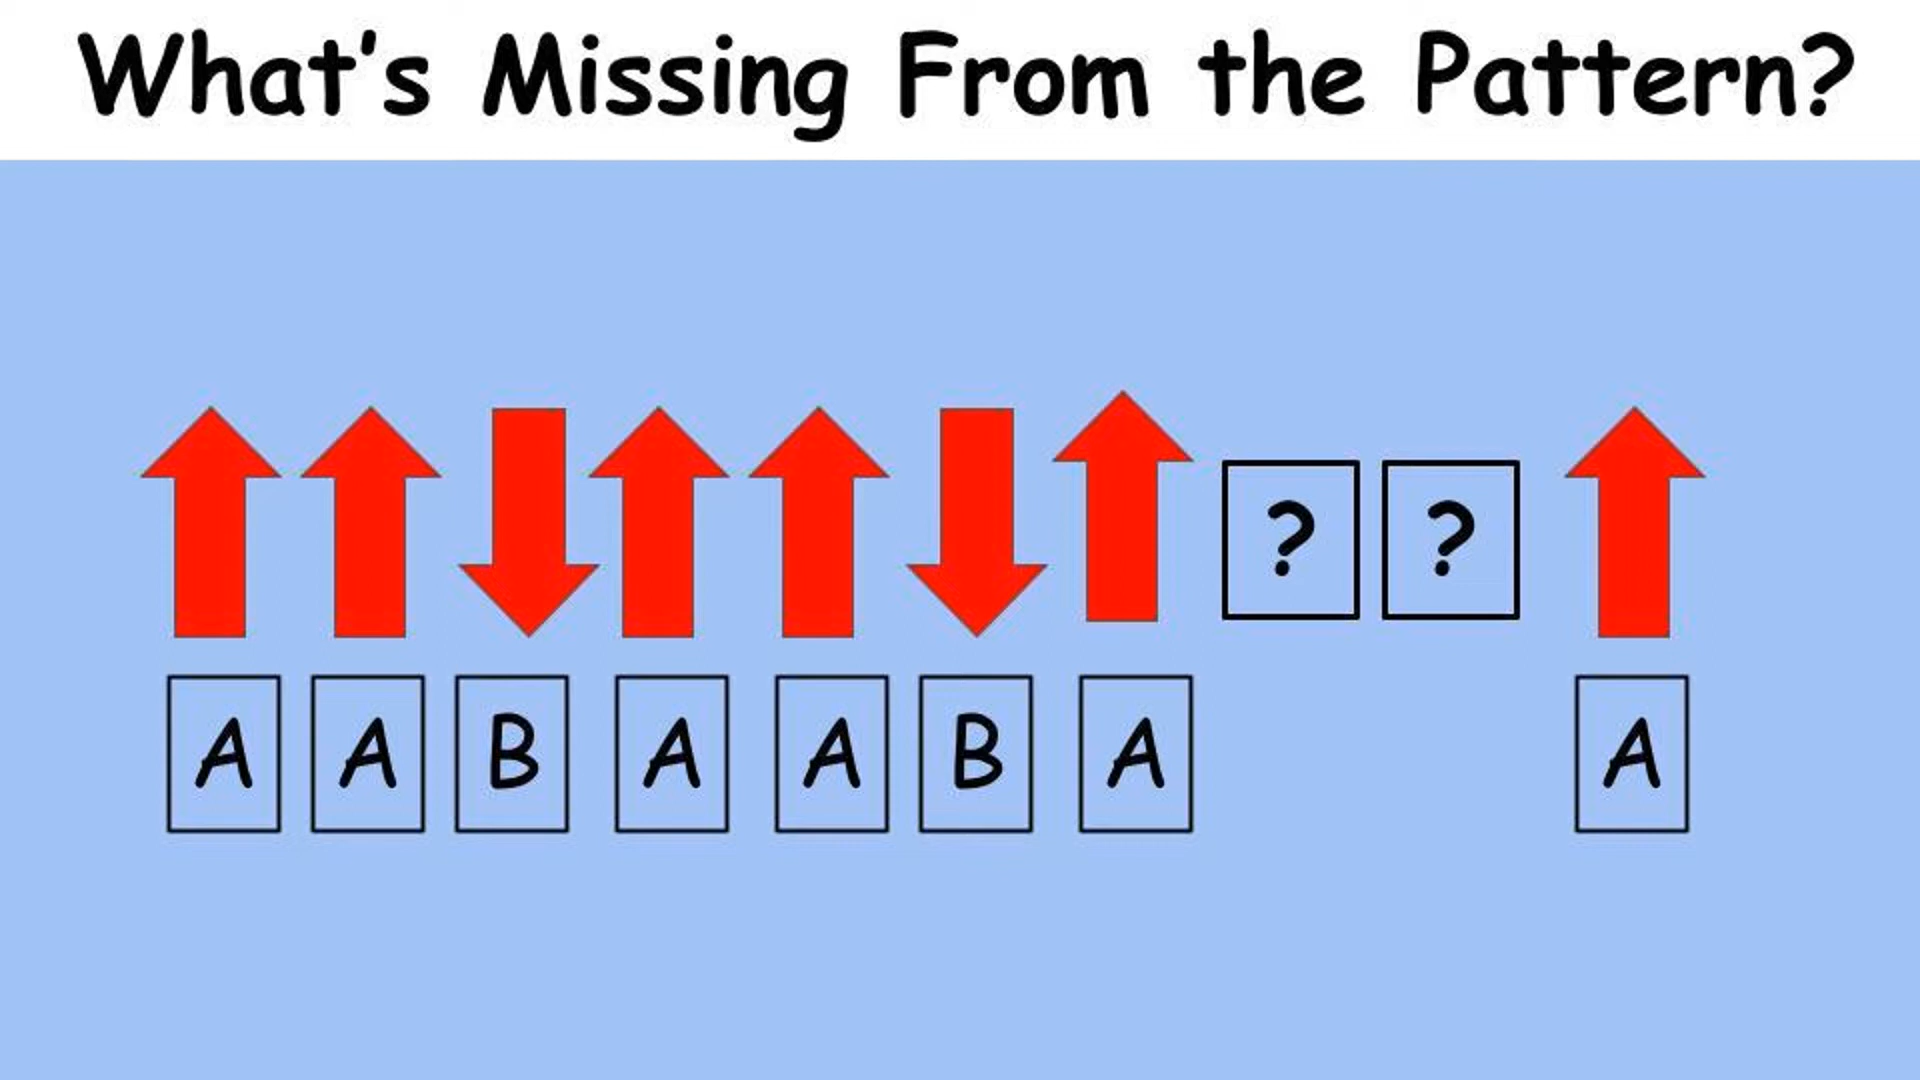 What's Missing From the Pattern?
? ?
A A B A A B A A